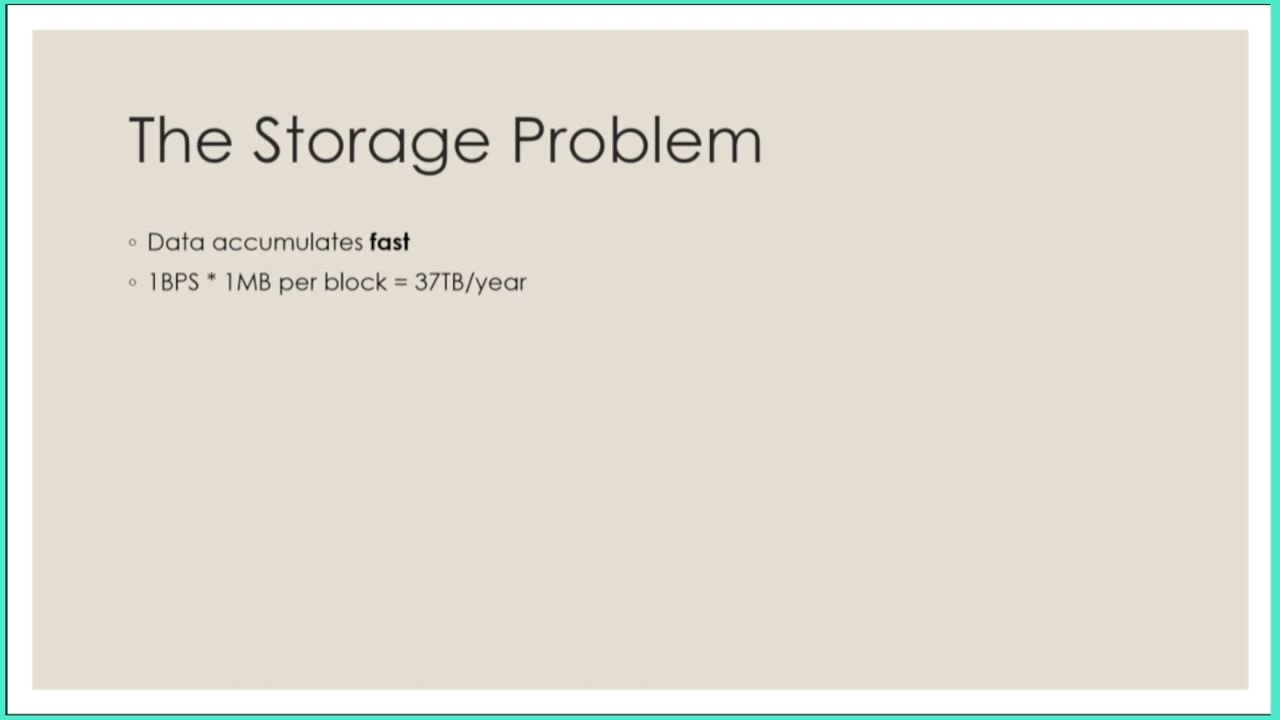 The Storage Problem
◦ Data accumulates fast
◦ 1BPS * 1MB per block = 37TB/year